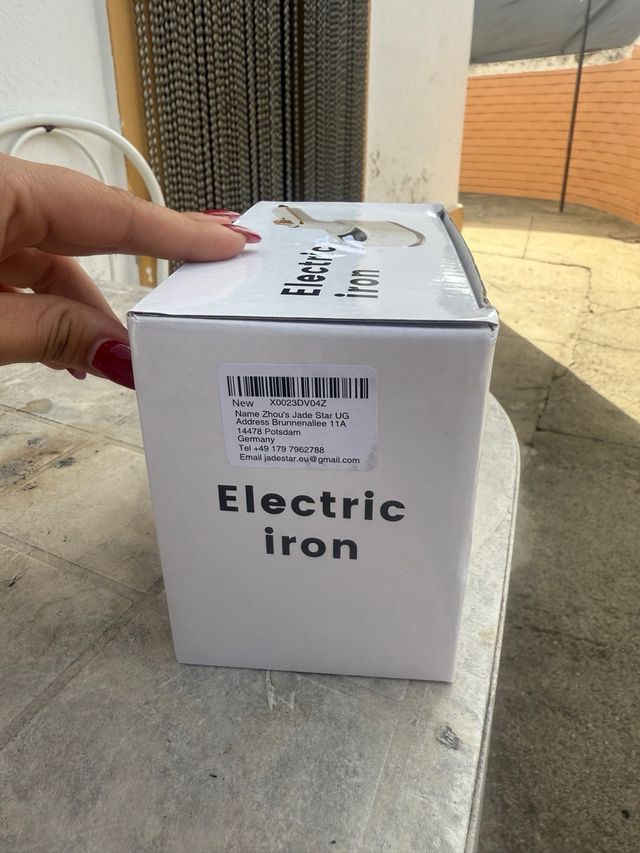 Electric
iron
New X0023DV04Z
Name Zhou's Jade Star UG
Address Brunnenallee 11A
14478 Potsdam
Germany
Tel +49 179 7962788
Email jadestar.eu@gmail.com
Electric
iron